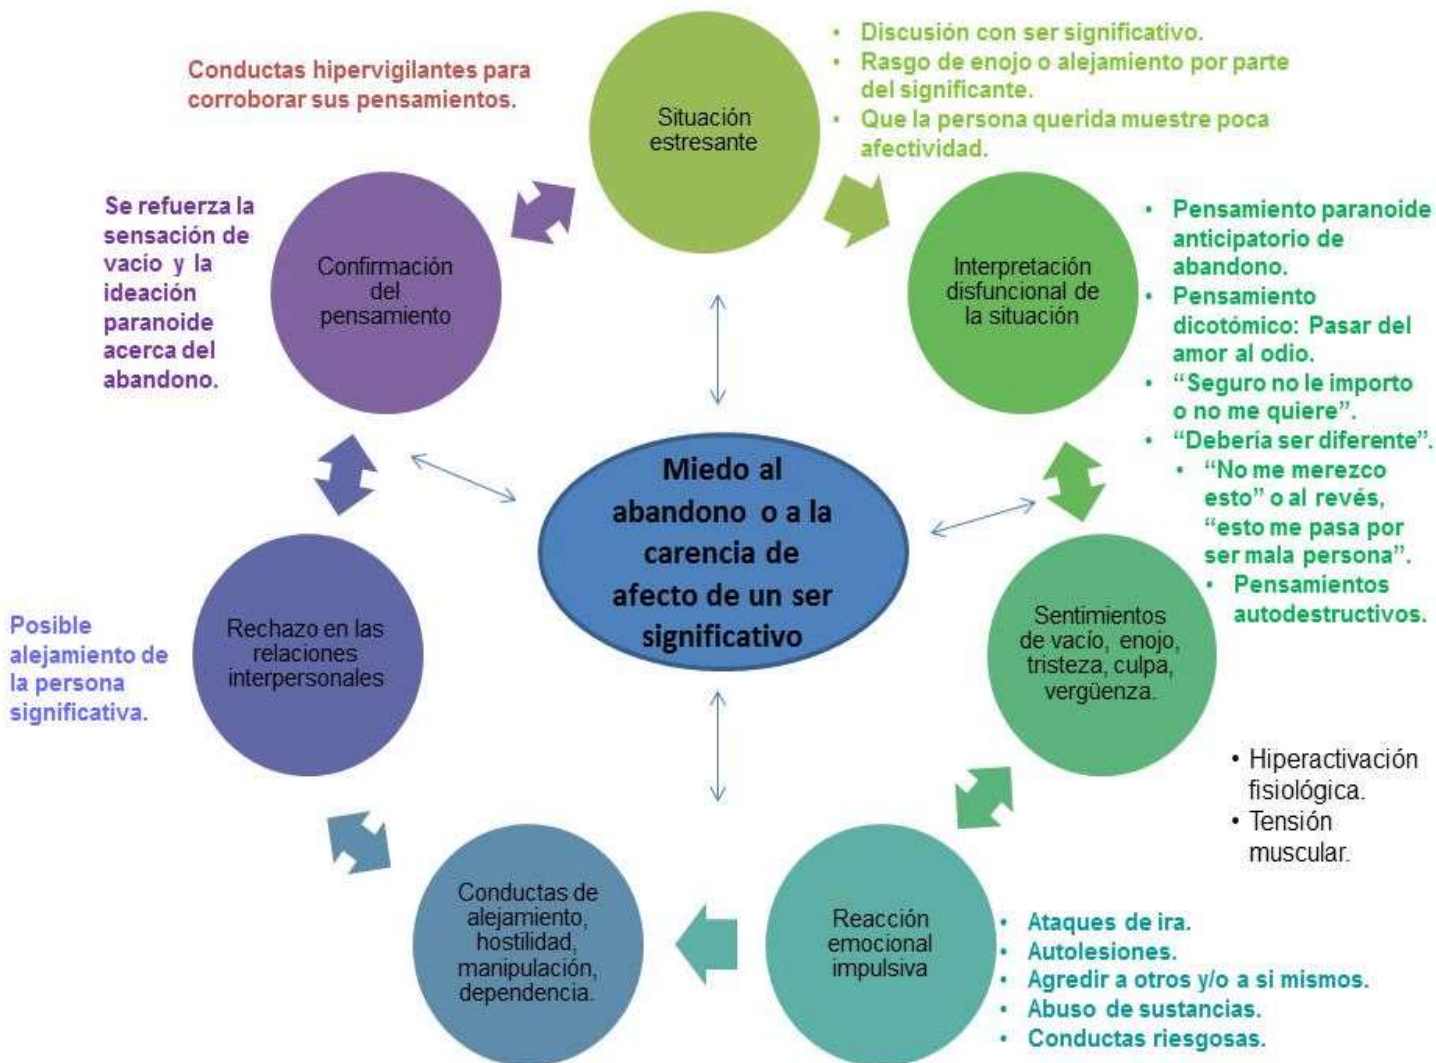 Conductas hipervigilantes para
corroborar sus pensamientos.
Situación
estresante
• Discusión con ser significativo.
• Rasgo de enojo o alejamiento por parte
del significante.
• Que la persona querida muestre poca
afectividad.
Interpretación
disfuncional de
la situación
• Pensamiento paranoide
anticipatorio de
abandono.
• Pensamiento
dicotómico: Pasar del
amor al odio.
• “Seguro no le importo
o no me quiere”.
• “Debería ser diferente”.
• “No me merezco
esto” o al revés,
“esto me pasa por
ser mala persona”.
• Pensamientos
autodestructivos.
Sentimientos
de vacío, enojo,
tristeza, culpa,
vergüenza.
• Hiperactivación
fisiológica.
• Tensión
muscular.
Reacción
emocional
impulsiva
• Ataques de ira.
• Autolesiones.
• Agredir a otros y/o a si mismos.
• Abuso de sustancias.
• Conductas riesgosas.
Conductas de
alejamiento,
hostilidad,
manipulación,
dependencia.
Rechazo en las
relaciones
interpersonales
Posible
alejamiento de
la persona
significativa.
Confirmación
del
pensamiento
Se refuerza la
sensación de
vacío y la
ideación
paranoide
acerca del
abandono.
Miedo al
abandono o a la
carencia de
afecto de un ser
significativo